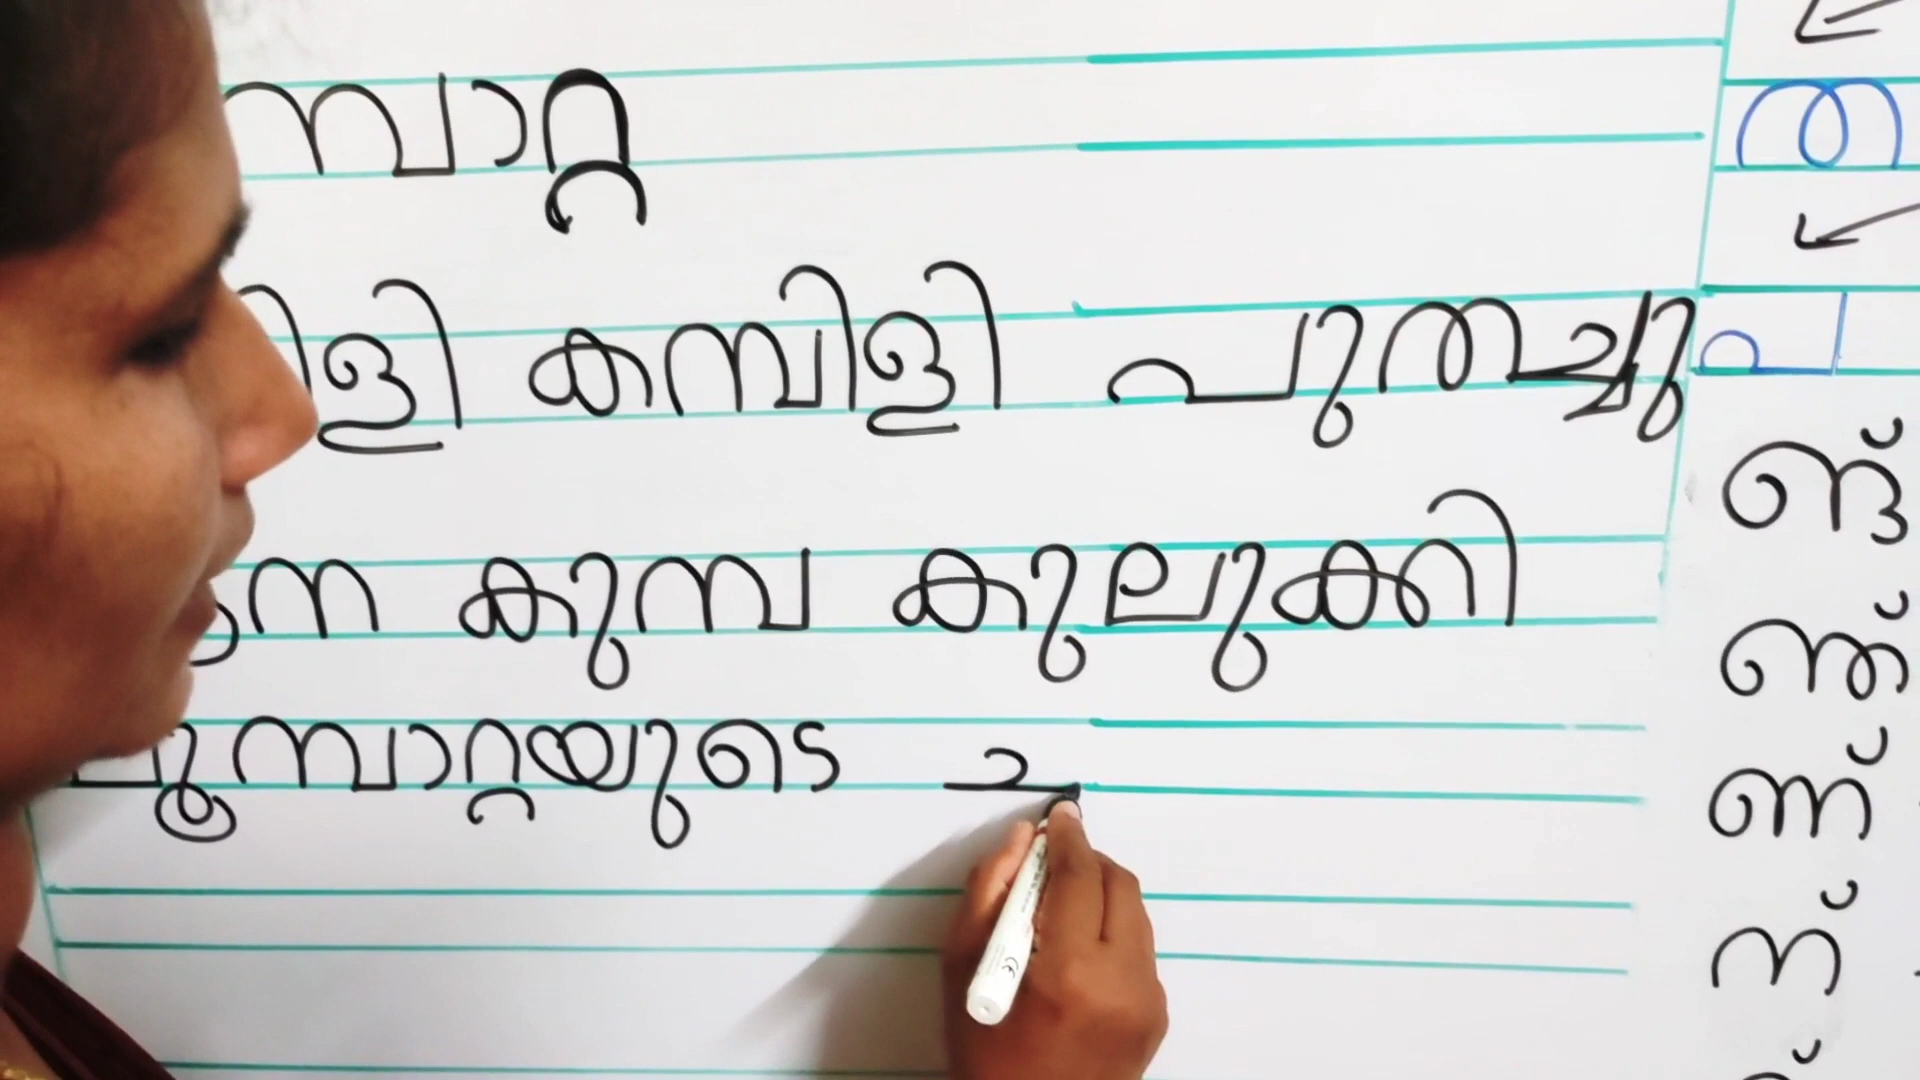 മ്പാറ്റ
ിളി കമ്പിളി പുതച്ചു
ന കുമ്പ കുലുക്കി
പൂമ്പാറ്റയുടെ ച
ത
പ
ഞ്
ണ്
ന്